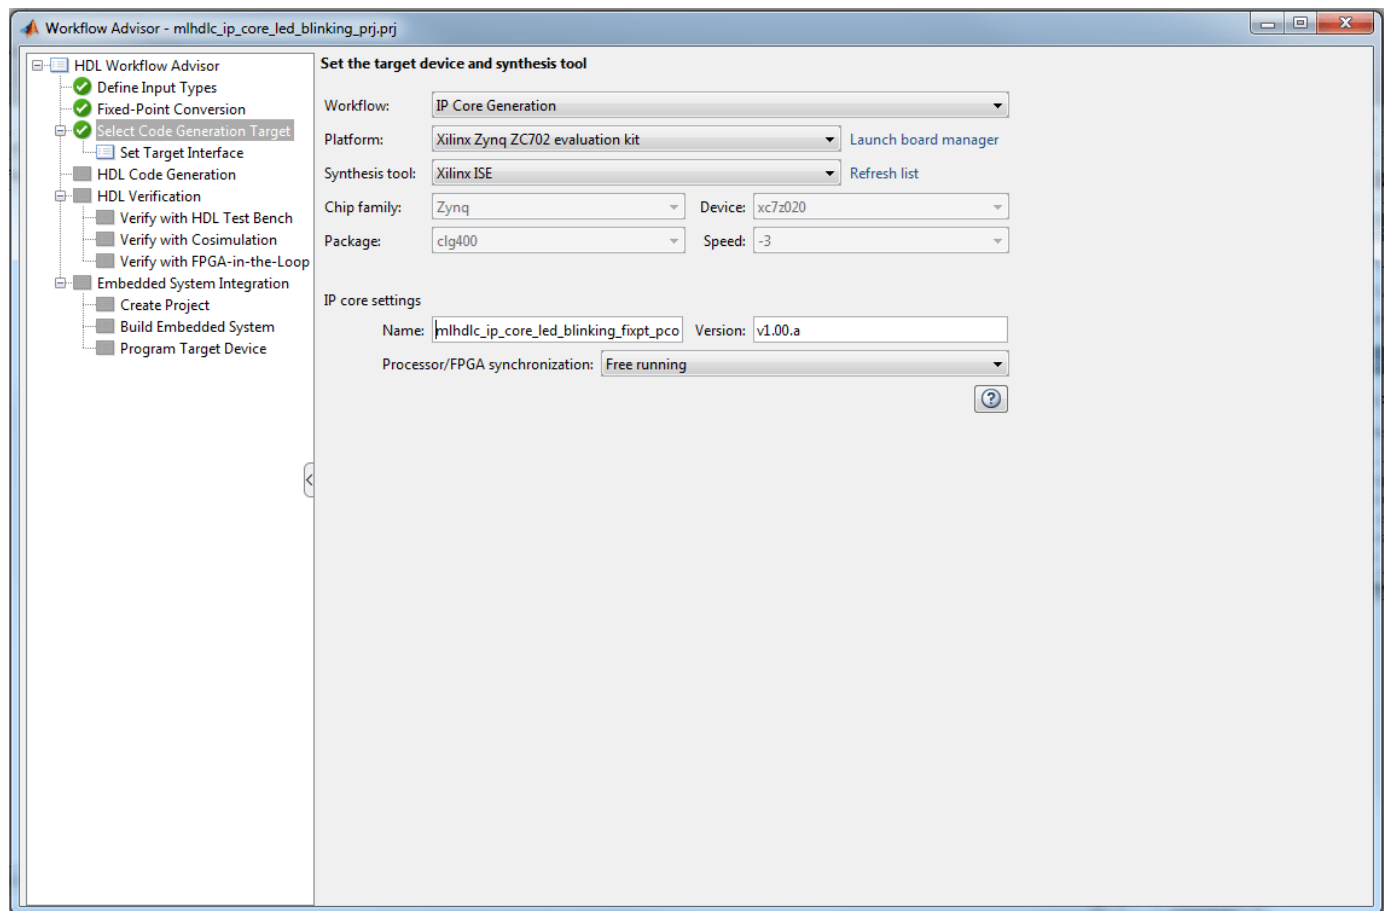 Workflow Advisor - mlhdlc_ip_core_led_blinking_prj.prj
HDL Workflow Advisor
Define Input Types
Fixed-Point Conversion
Select Code Generation Target
Set Target Interface
HDL Code Generation
HDL Verification
Verify with HDL Test Bench
Verify with Cosimulation
Verify with FPGA-in-the-Loop
Embedded System Integration
Create Project
Build Embedded System
Program Target Device
Set the target device and synthesis tool
Workflow: IP Core Generation
Platform: Xilinx Zynq ZC702 evaluation kit Launch board manager
Synthesis tool: Xilinx ISE Refresh list
Chip family: Zynq Device: xc7z020
Package: clg400 Speed: -3
IP core settings
Name: mlhdlc_ip_core_led_blinking_fixpt_pco Version: v1.00.a
Processor/FPGA synchronization: Free running